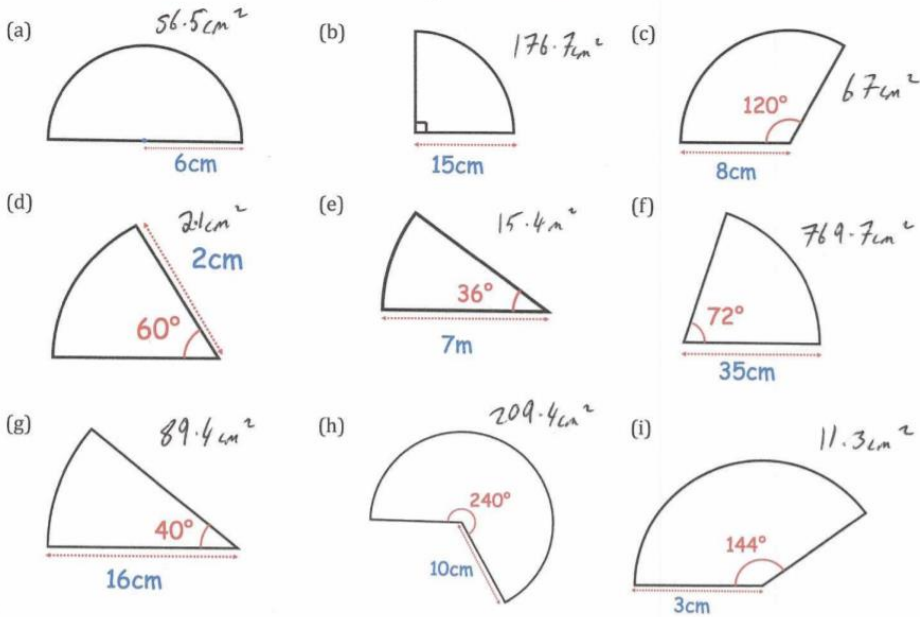 (a) 56.5cm²
6cm
(b) 176.7cm²
15cm
(c) 67cm²
120°
8cm
(d) 2.1cm²
2cm
60°
(e) 15.4m²
36°
7m
(f) 769.7cm²
72°
35cm
(g) 89.4cm²
40°
16cm
(h) 209.4cm²
240°
10cm
(i) 11.3cm²
144°
3cm